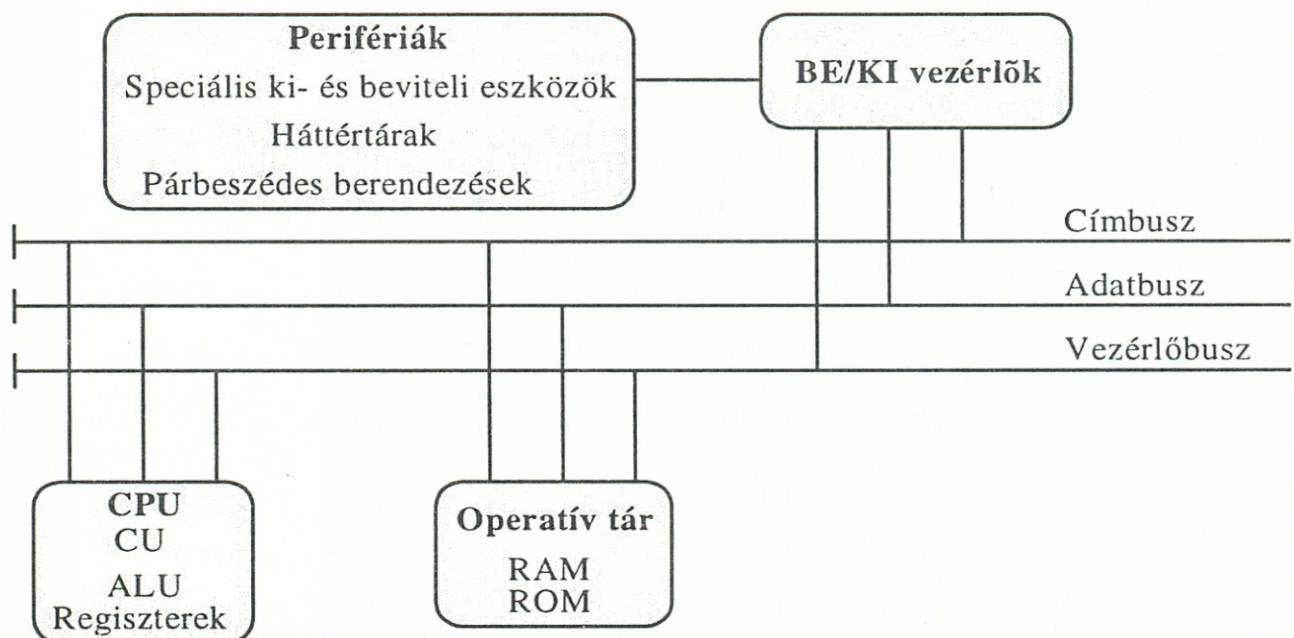 Perifériák
Speciális ki- és beviteli eszközök
Háttértárak
Párbeszédes berendezések
BE/KI vezérlõk
Címbusz
Adatbusz
Vezérlőbusz
CPU
CU
ALU
Regiszterek
Operatív tár
RAM
ROM